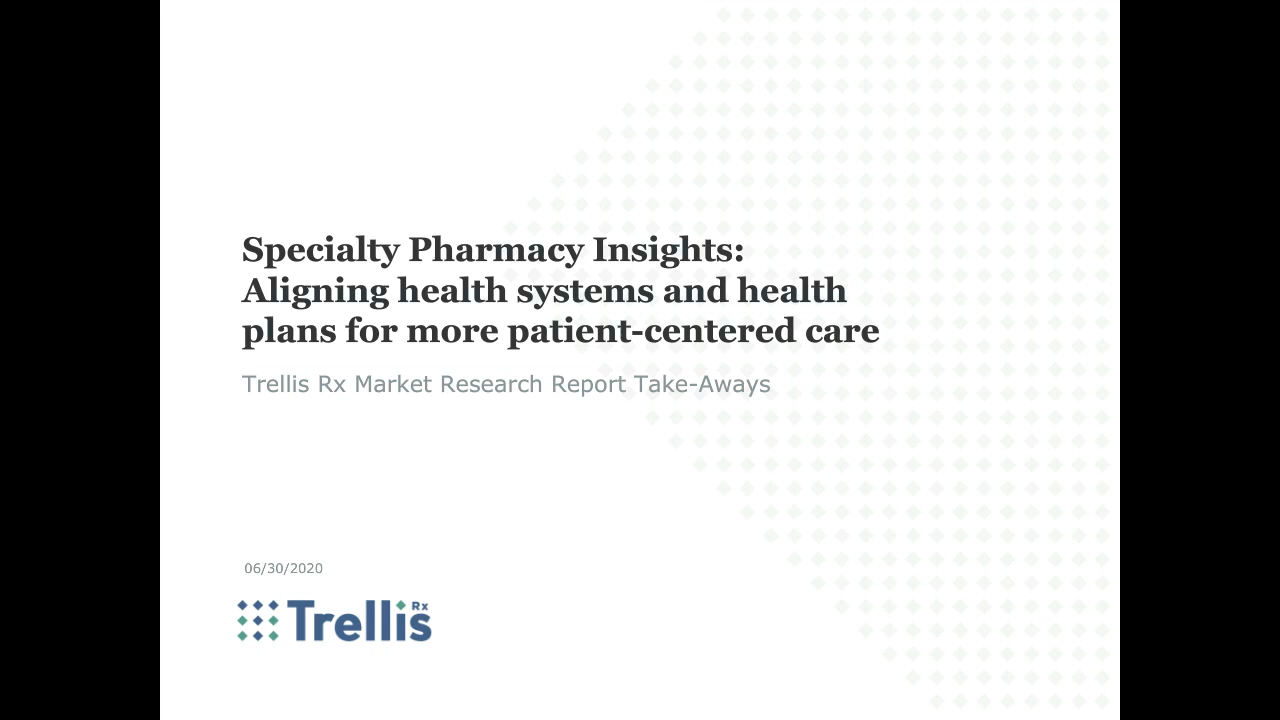 Specialty Pharmacy Insights:
Aligning health systems and health
plans for more patient-centered care
Trellis Rx Market Research Report Take-Aways
06/30/2020
Trellis Rx